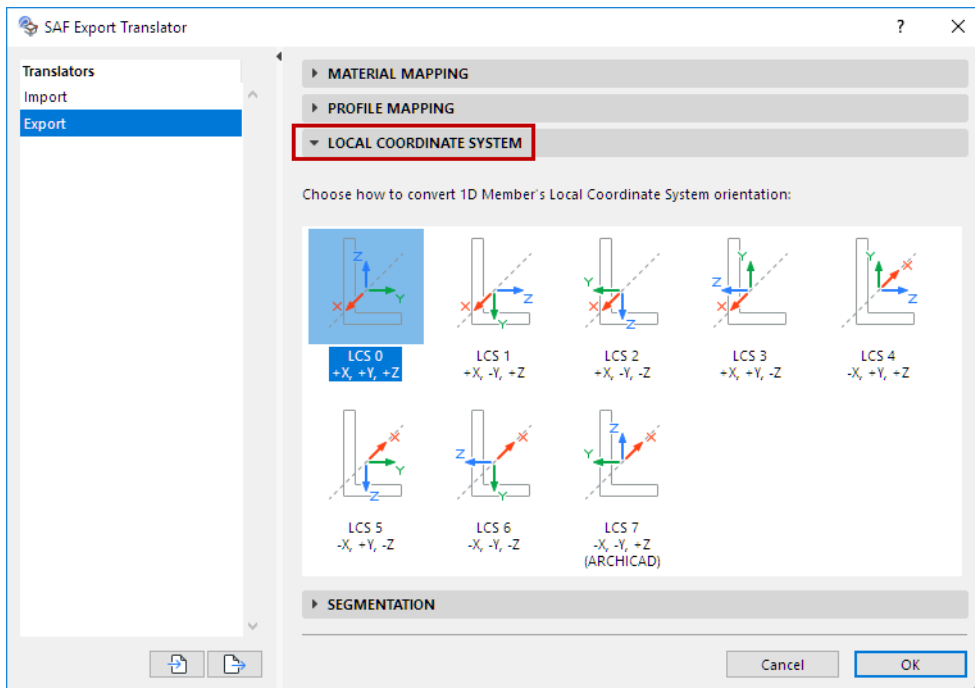 SAF Export Translator
?
Translators
Import
Export
MATERIAL MAPPING
PROFILE MAPPING
LOCAL COORDINATE SYSTEM
Choose how to convert 1D Member's Local Coordinate System orientation:
Z
X
Y
LCS 0
+X, +Y, +Z
X
Z
Y
LCS 1
+X, -Y, +Z
Y
X
Z
LCS 2
+X, -Y, -Z
Y
Z
X
LCS 3
+X, +Y, -Z
Y
X
Z
LCS 4
-X, +Y, +Z
X
Y
Z
LCS 5
-X, +Y, -Z
X
Z
Y
LCS 6
-X, -Y, -Z
Z
X
Y
LCS 7
-X, -Y, +Z
(ARCHICAD)
SEGMENTATION
Cancel
OK